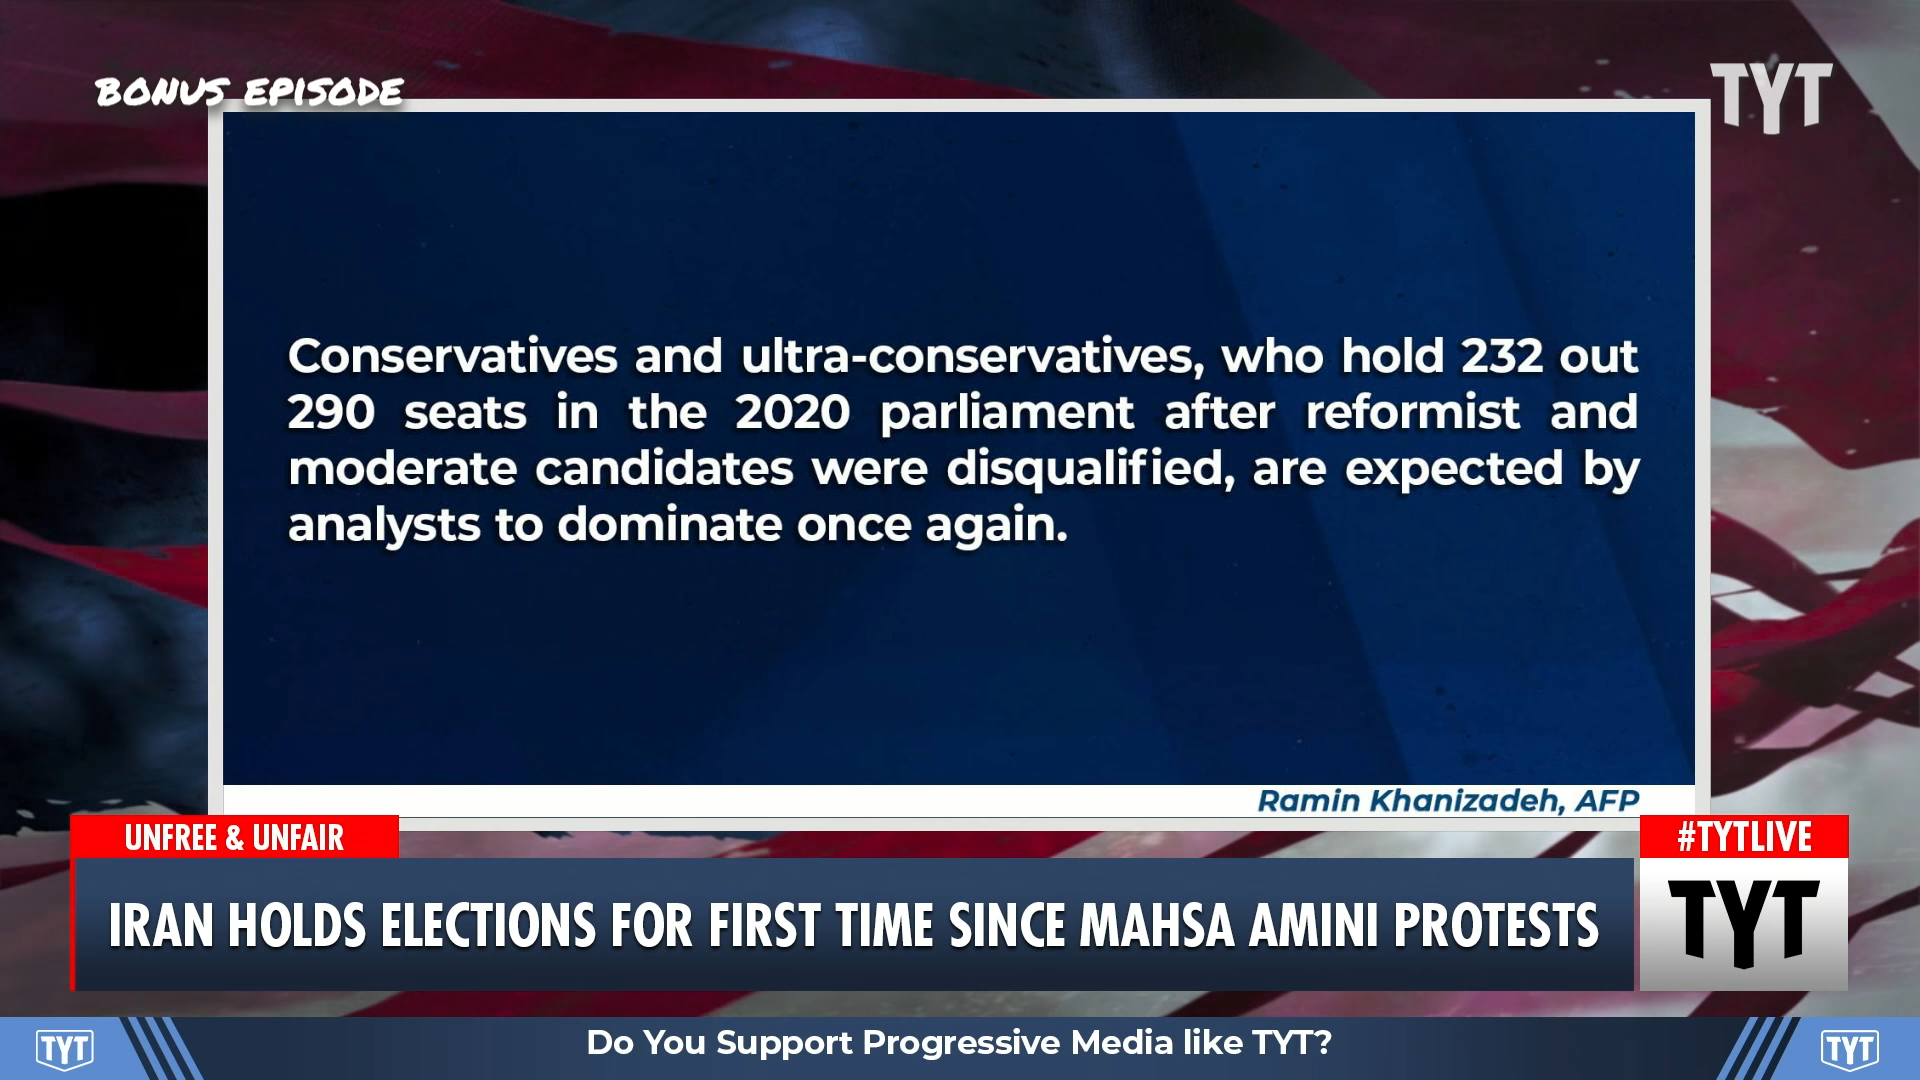 BONUS EPISODE
TYT
Conservatives and ultra-conservatives, who hold 232 out
290 seats in the 2020 parliament after reformist and
moderate candidates were disqualified, are expected by
analysts to dominate once again.
Ramin Khanizadeh, AFP
UNFREE & UNFAIR
#TYTLIVE
IRAN HOLDS ELECTIONS FOR FIRST TIME SINCE MAHSA AMINI PROTESTS
TYT
TYT
Do You Support Progressive Media like TYT?
TYT